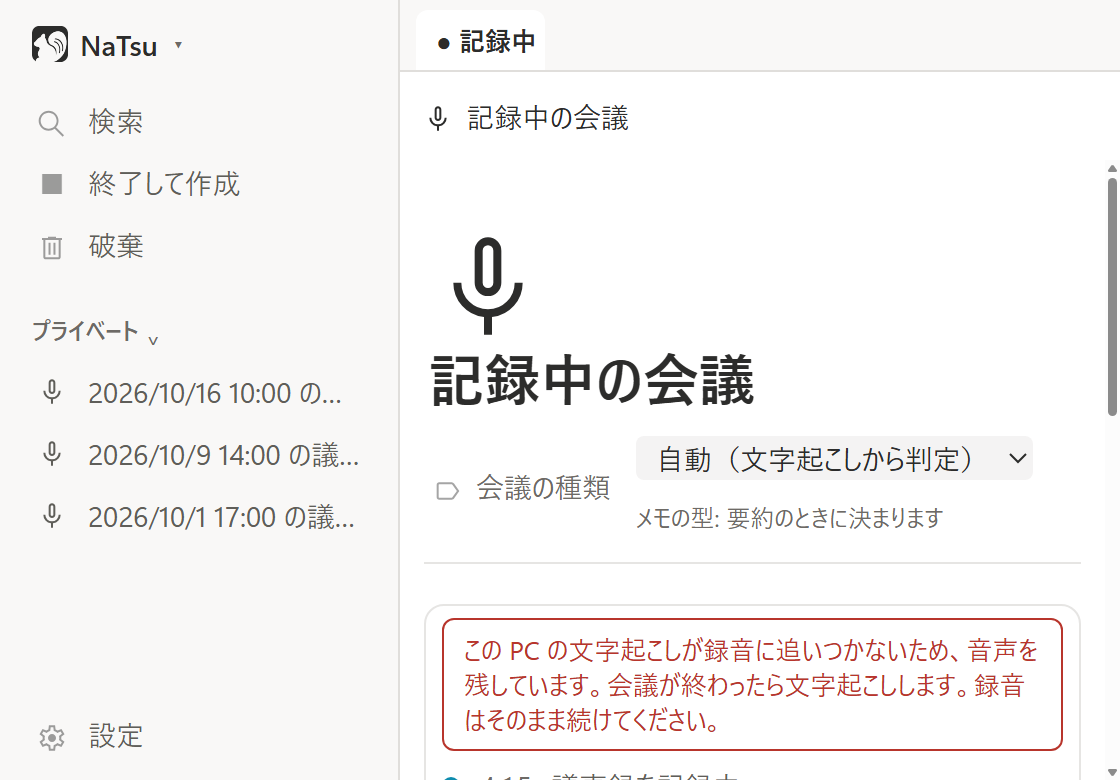 NaTsu
検索
終了して作成
破棄
プライベート
2026/10/16 10:00 の...
2026/10/9 14:00 の議...
2026/10/1 17:00 の議...
設定
● 記録中
記録中の会議
記録中の会議
会議の種類
自動（文字起こしから判定）
メモの型: 要約のときに決まります
この PC の文字起こしが録音に追いつかないため、音声を
残しています。会議が終わったら文字起こしします。録音
はそのまま続けてください。